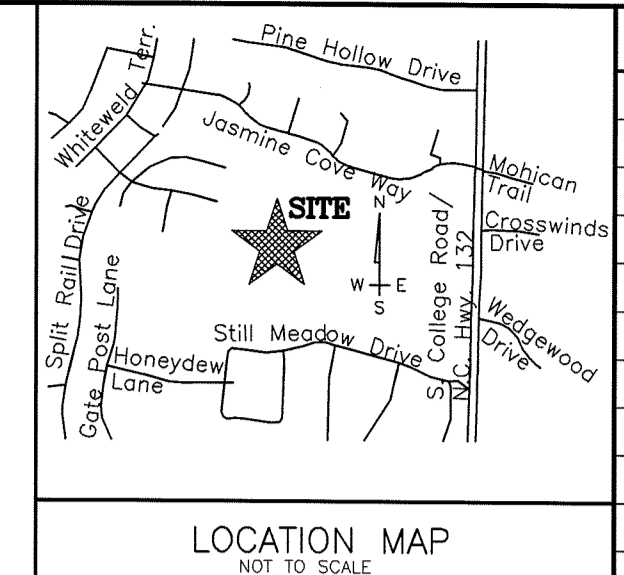 Pine Hollow Drive
Whiteweld Terr.
Jasmine Cove Way
Mohican
Trail
SITE
N
W E
S
Crosswinds
Drive
Split Rail Drive
Gate Post Lane
S. College Road/
N.C. Hwy. 132
Wedgewood
Drive
Still Meadow Drive
Honeydew
Lane
LOCATION MAP
NOT TO SCALE